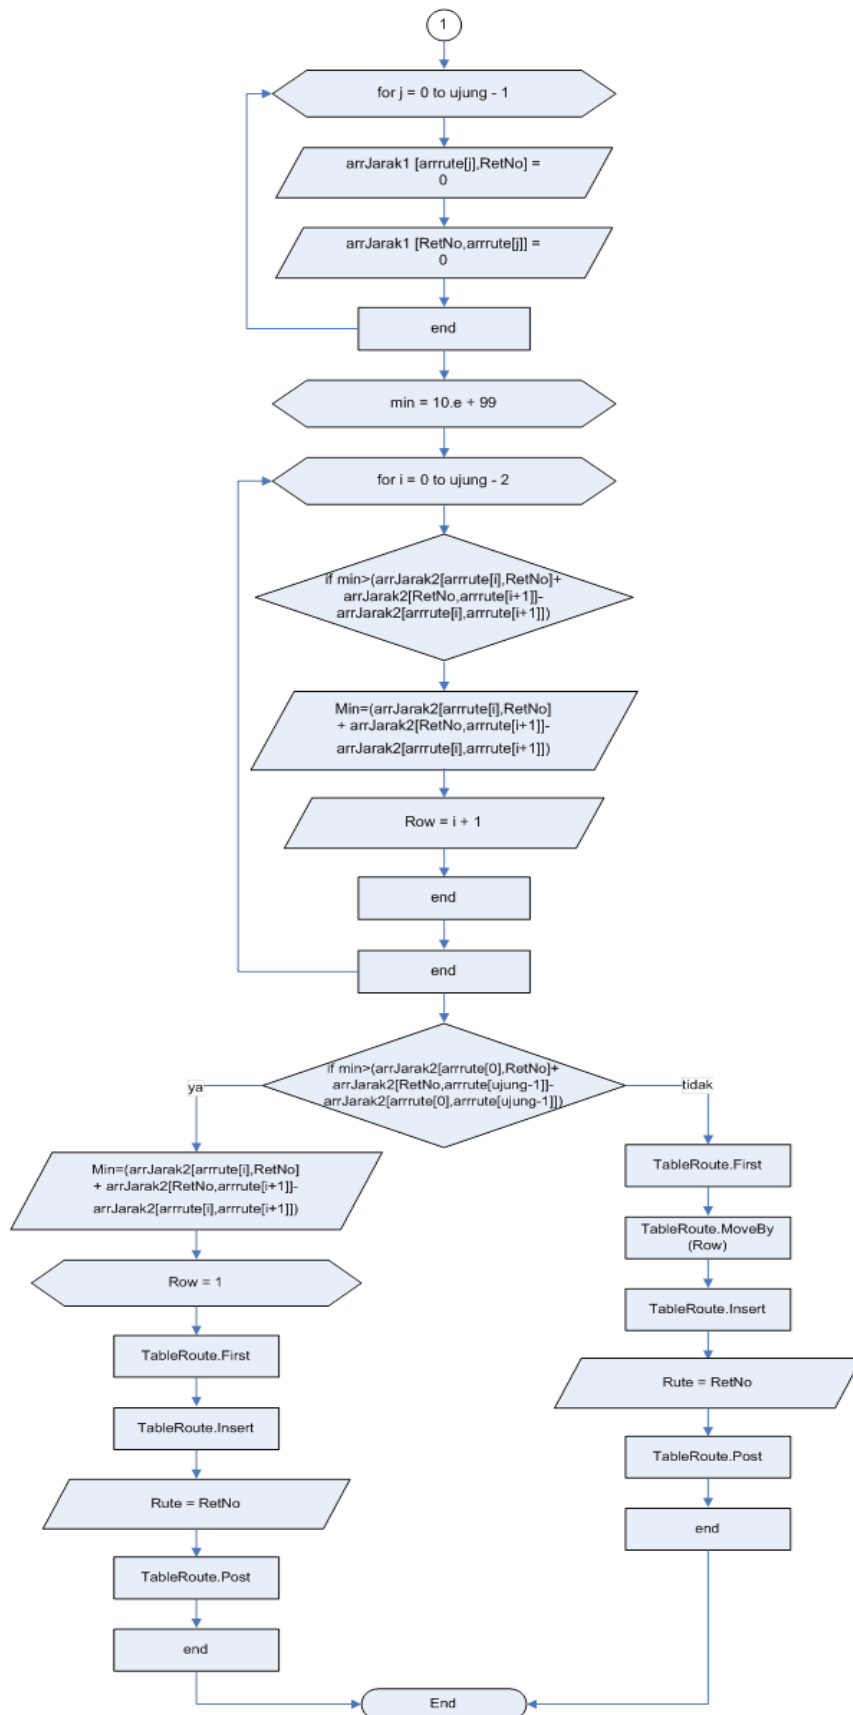 1
for j = 0 to ujung - 1
arrJarak1 [arrrute[j],RetNo] =
0
arrJarak1 [RetNo,arrrute[j]] =
0
end
min = 10.e + 99
for i = 0 to ujung - 2
if min>(arrJarak2[arrrute[i],RetNo]+
arrJarak2[RetNo,arrrute[i+1]]-
arrJarak2[arrrute[i],arrrute[i+1]])
Min=(arrJarak2[arrrute[i],RetNo]
+ arrJarak2[RetNo,arrrute[i+1]]-
arrJarak2[arrrute[i],arrrute[i+1]])
Row = i + 1
end
end
if min>(arrJarak2[arrrute[0],RetNo]+
arrJarak2[RetNo,arrrute[ujung-1]]-
arrJarak2[arrrute[0],arrrute[ujung-1]])
ya
tidak
Min=(arrJarak2[arrrute[i],RetNo]
+ arrJarak2[RetNo,arrrute[i+1]]-
arrJarak2[arrrute[i],arrrute[i+1]])
Row = 1
TableRoute.First
TableRoute.Insert
Rute = RetNo
TableRoute.Post
end
TableRoute.First
TableRoute.MoveBy
(Row)
TableRoute.Insert
Rute = RetNo
TableRoute.Post
end
End